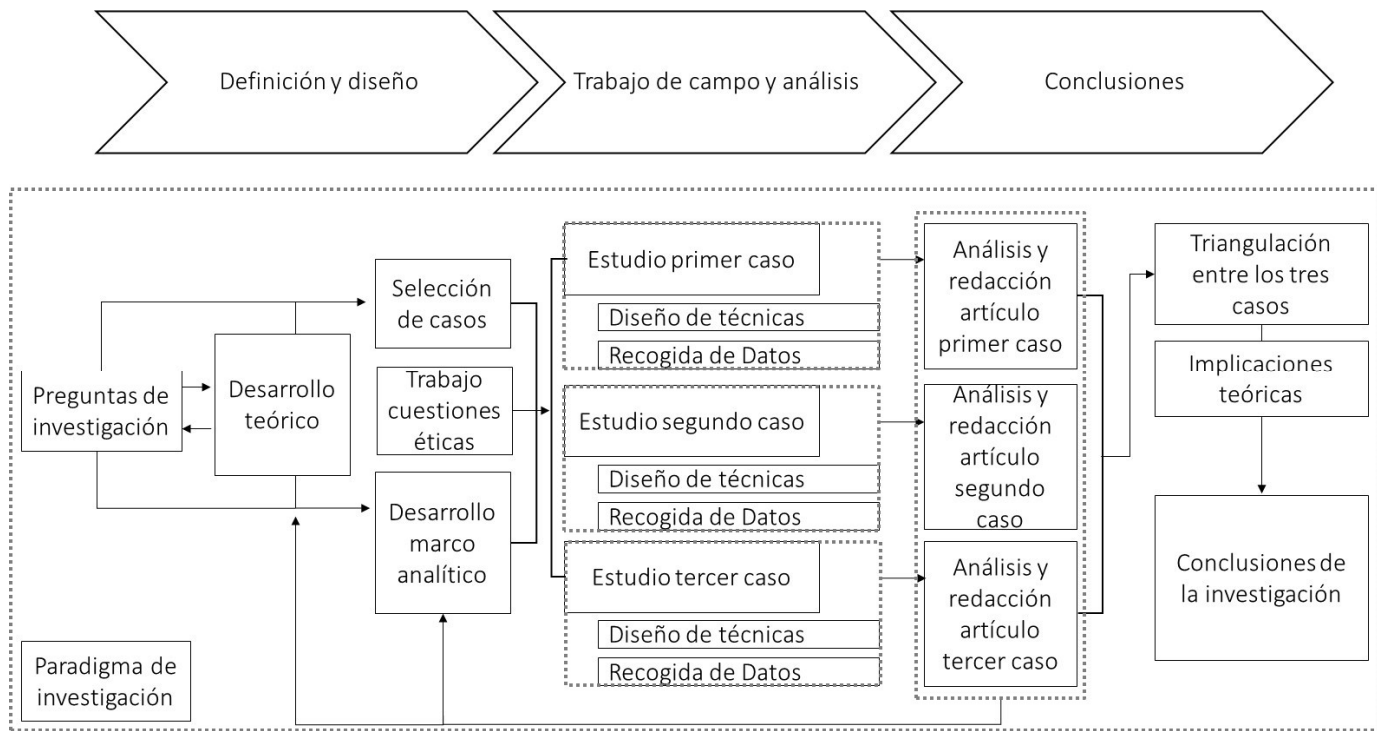 Definición y diseño
Trabajo de campo y análisis
Conclusiones
Preguntas de
investigación
Desarrollo
teórico
Selección
de casos
Trabajo
cuestiones
éticas
Desarrollo
marco
analítico
Estudio primer caso
Diseño de técnicas
Recogida de Datos
Estudio segundo caso
Diseño de técnicas
Recogida de Datos
Estudio tercer caso
Diseño de técnicas
Recogida de Datos
Análisis y
redacción
artículo
primer caso
Análisis y
redacción
artículo
segundo
caso
Análisis y
redacción
artículo
tercer caso
Triangulación
entre los tres
casos
Implicaciones
teóricas
Conclusiones de
la investigación
Paradigma de
investigación